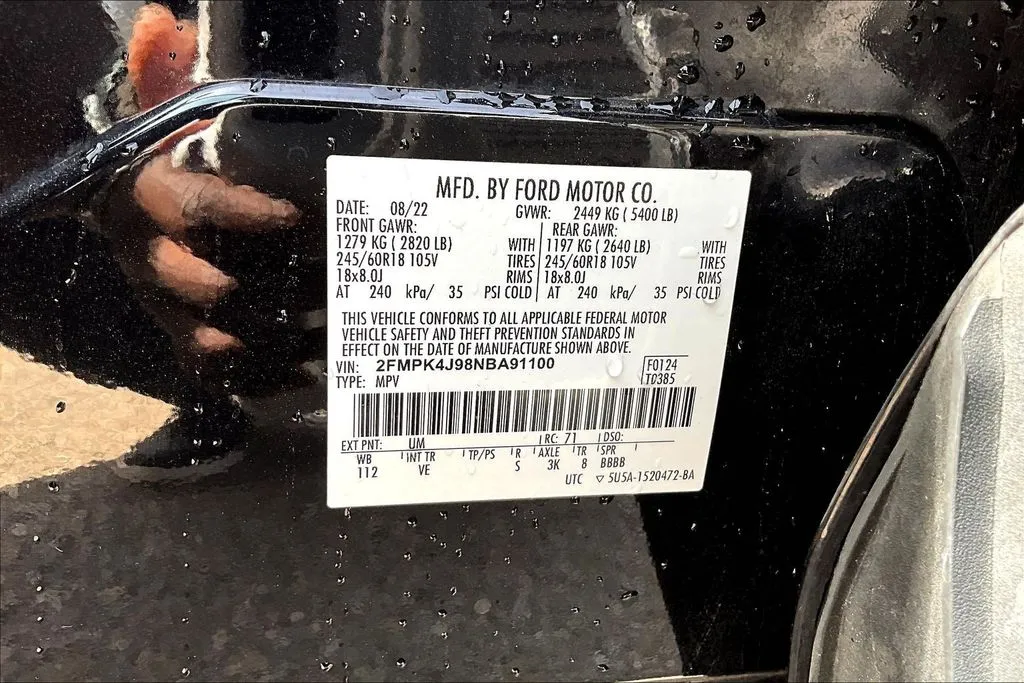 MFD. BY FORD MOTOR CO.
DATE: 08/22 GVWR: 2449 KG ( 5400 LB)
FRONT GAWR: REAR GAWR:
1279 KG ( 2820 LB) WITH 1197 KG ( 2640 LB) WITH
245/60R18 105V TIRES 245/60R18 105V TIRES
18x8.0J RIMS 18x8.0J RIMS
AT 240 kPa/ 35 PSI COLD AT 240 kPa/ 35 PSI COLD
THIS VEHICLE CONFORMS TO ALL APPLICABLE FEDERAL MOTOR
VEHICLE SAFETY AND THEFT PREVENTION STANDARDS IN
EFFECT ON THE DATE OF MANUFACTURE SHOWN ABOVE.
VIN: 2FMPK4J98NBA91100 F0124
TYPE: MPV T0385
EXT PNT: UM RC: 71 DSO:
WB INT TR TP/PS R AXLE TR SPR
112 VE S 3K 8 BBBB
UTC ▽ 5U5A-1520472-BA